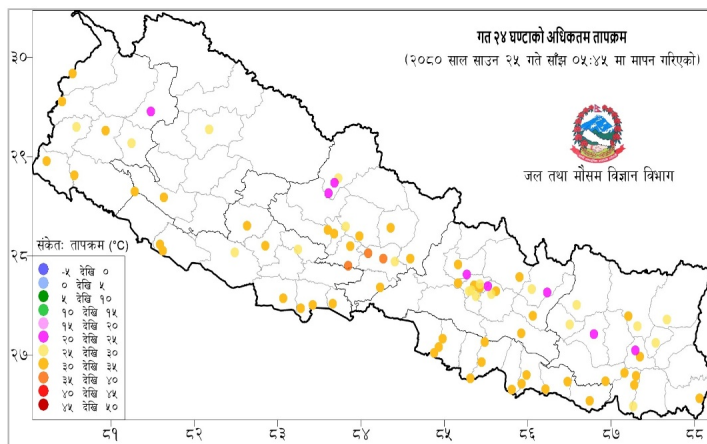 गत २४ घण्टाको अधिकतम तापक्रम
(२०८० साल साउन २५ गते साँझ ०५:४५ मा मापन गरिएको)
जल तथा मौसम विज्ञान विभाग
३०
२९
२८
२७
संकेतः तापक्रम (°C)
-५ देखि ०
० देखि ५
५ देखि १०
१० देखि १५
१५ देखि २०
२० देखि २५
२५ देखि ३०
३० देखि ३५
३५ देखि ४०
४० देखि ४५
४५ देखि ५०
८१ ८२ ८३ ८४ ८५ ८६ ८७ ८८